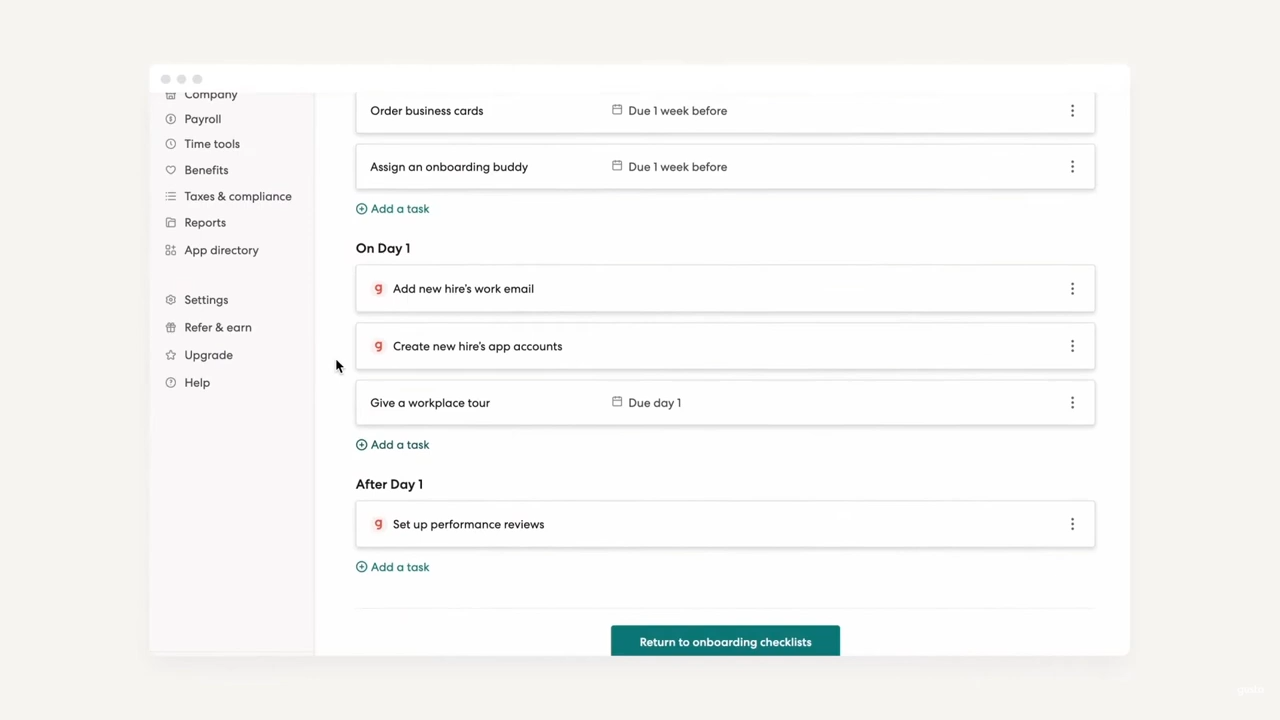 Company
Payroll
Time tools
Benefits
Taxes & compliance
Reports
App directory
Settings
Refer & earn
Upgrade
Help
Order business cards Due 1 week before
Assign an onboarding buddy Due 1 week before
Add a task
On Day 1
g Add new hire's work email
g Create new hire's app accounts
Give a workplace tour Due day 1
Add a task
After Day 1
g Set up performance reviews
Add a task
Return to onboarding checklists
gusto